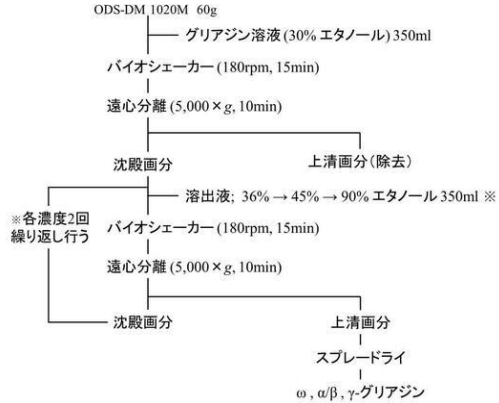 ODS-DM 1020M 60g
グリアジン溶液(30% エタノール)350ml
バイオシェーカー(180rpm, 15min)
遠心分離(5,000×g, 10min)
沈殿画分
上清画分(除去)
溶出液; 36% → 45% → 90% エタノール 350ml ※
※各濃度2回
繰り返し行う
バイオシェーカー(180rpm, 15min)
遠心分離(5,000×g, 10min)
沈殿画分
上清画分
スプレードライ
ω , α/β , γ-グリアジン